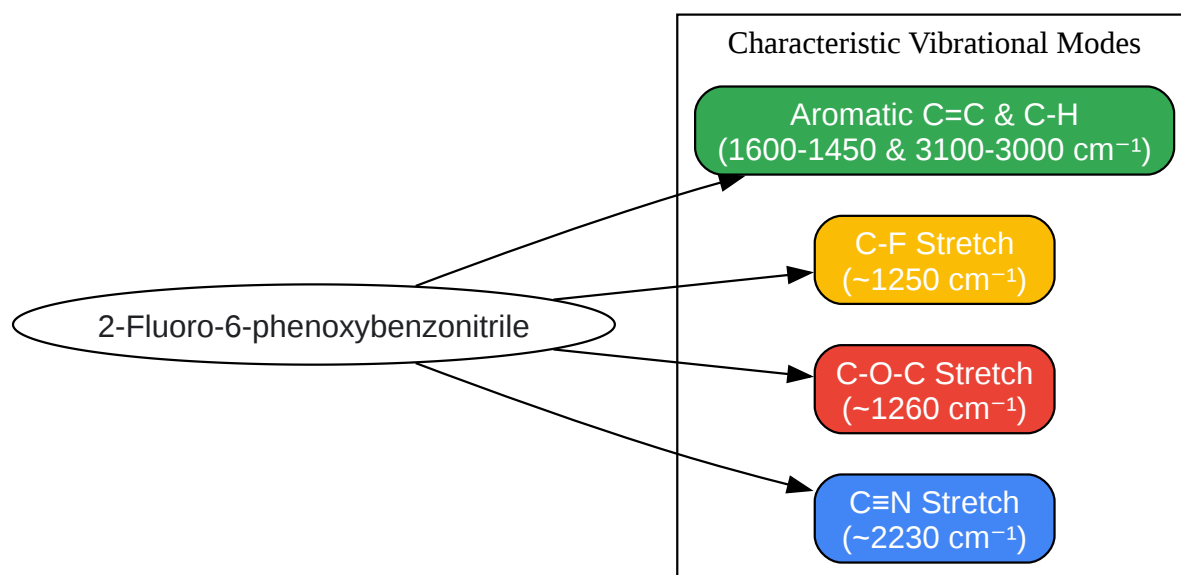 Characteristic Vibrational Modes
Aromatic C=C & C-H
(1600-1450 & 3100-3000 cm⁻¹)
C-F Stretch
(~1250 cm⁻¹)
2-Fluoro-6-phenoxybenzonitrile
C-O-C Stretch
(~1260 cm⁻¹)
C≡N Stretch
(~2230 cm⁻¹)